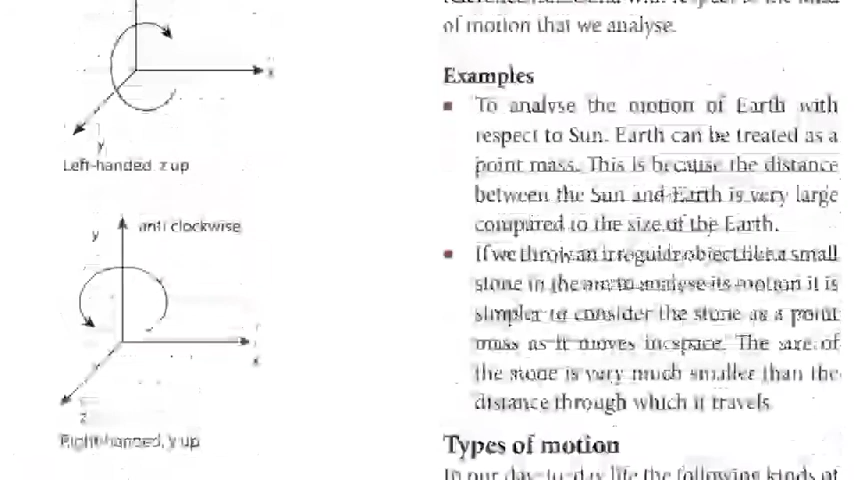 x
y
Left-handed, z up
y
anti clockwise
x
z
Right-handed, y up
of motion that we analyse.
Examples
▪ To analyse the motion of Earth with
respect to Sun. Earth can be treated as a
point mass. This is because the distance
between the Sun and Earth is very large
compared to the size of the Earth.
▪ If we throw an irregular object like a small
stone in the air to analyse its motion it is
simpler to consider the stone as a point
mass as it moves in space. The size of
the stone is very much smaller than the
distance through which it travels
Types of motion
In our day-to-day life the following kinds of